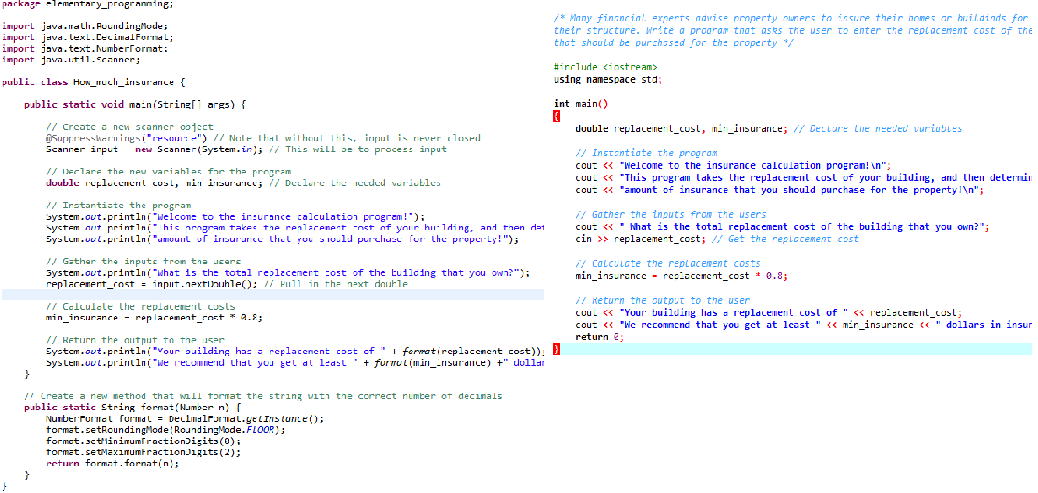 package elementary_programming;
import java.math.RoundingMode;
import java.text.DecimalFormat;
import java.text.NumberFormat;
import java.util.Scanner;
public class How_much_insurance {
public static void main(String[] args) {
// Create a new scanner object
@SuppressWarnings("resource") // Note that without this, input is never closed
Scanner input = new Scanner(System.in); // This will be to process input
// Declare the new variables for the program
double replacement_cost, min_insurance; // Declare the needed variables
// Instantiate the program
System.out.println("Welcome to the insurance calculation program!");
System.out.println("This program takes the replacement cost of your building, and then det
System.out.println("amount of insurance that you should purchase for the property!");
// Gather the inputs from the users
System.out.println("What is the total replacement cost of the building that you own?");
replacement_cost = input.nextDouble(); // Pull in the next double
// Calculate the replacement costs
min_insurance = replacement_cost * 0.8;
// Return the output to the user
System.out.println("Your building has a replacement cost of " + format(replacement_cost));
System.out.println("We recommend that you get at least " + format(min_insurance) +" dollar
}
// Create a new method that will format the string with the correct number of decimals
public static String format(Number n) {
NumberFormat format = DecimalFormat.getInstance();
format.setRoundingMode(RoundingMode.FLOOR);
format.setMinimumFractionDigits(0);
format.setMaximumFractionDigits(2);
return format.format(n);
}
}
/* Many financial experts advise property owners to insure their homes or buildinds for
their structure. Write a program that asks the user to enter the replacement cost of the
that should be purchased for the property */
#include <iostream>
using namespace std;
int main()
{
double replacement_cost, min_insurance; // Declare the needed variables
// Instantiate the program
cout << "Welcome to the insurance calculation program!\n";
cout << "This program takes the replacement cost of your building, and then determin
cout << "amount of insurance that you should purchase for the property!\n";
// Gather the inputs from the users
cout << " What is the total replacement cost of the building that you own?";
cin >> replacement_cost; // Get the replacement cost
// Calculate the replacement costs
min_insurance = replacement_cost * 0.8;
// Return the output to the user
cout << "Your building has a replacement cost of " << replacement_cost;
cout << "We recommend that you get at least " << min_insurance << " dollars in insur
return 0;
}